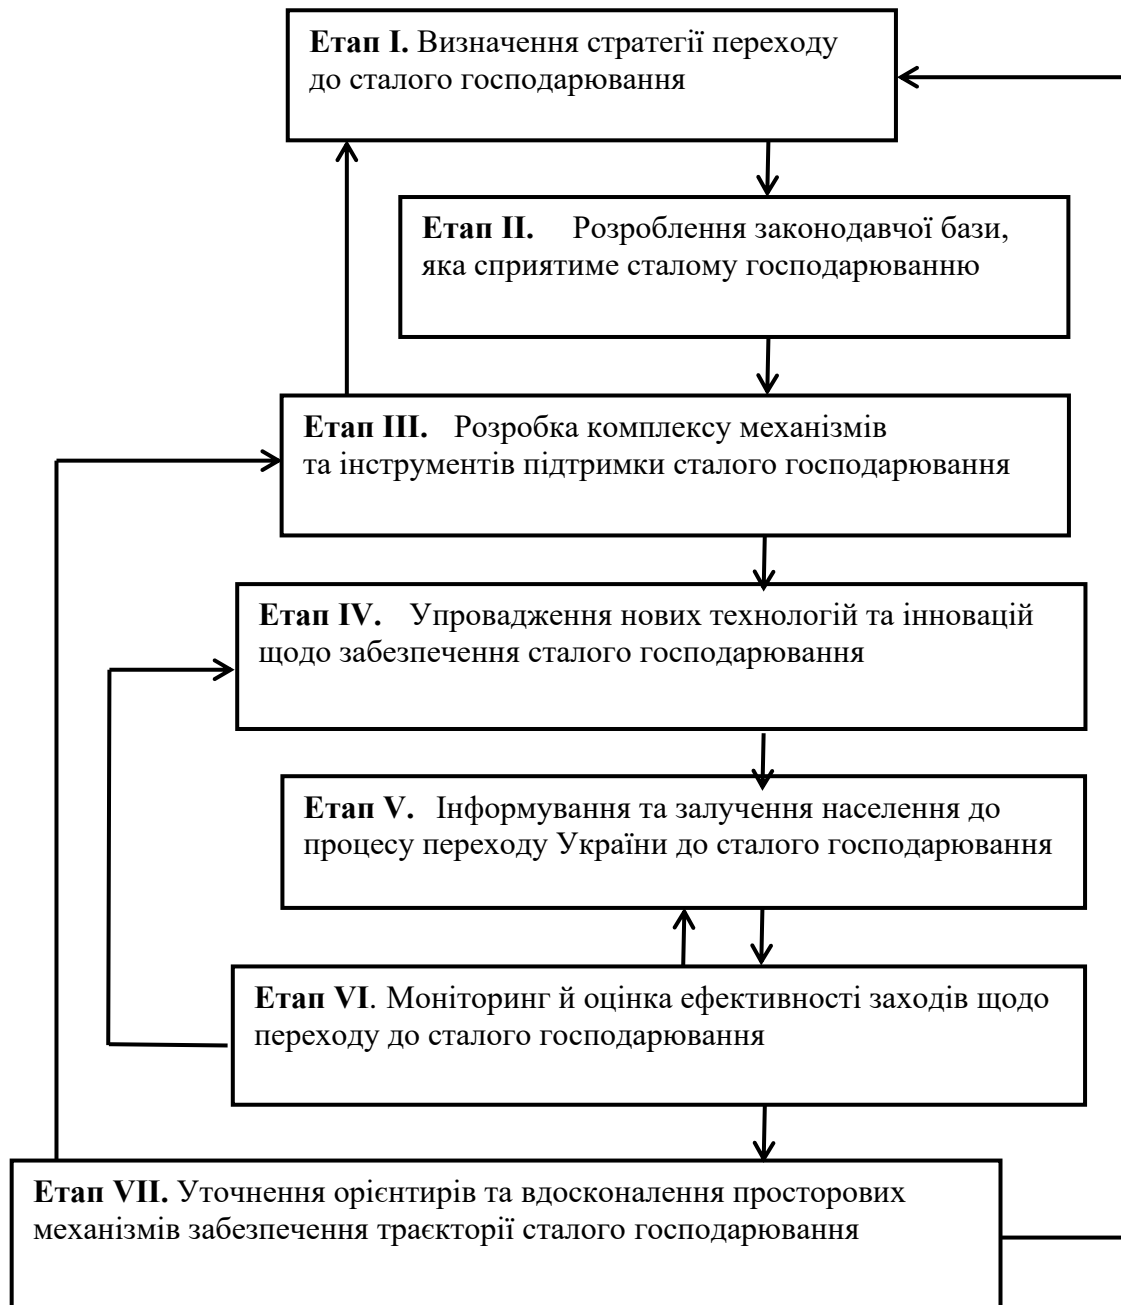 Етап I. Визначення стратегії переходу
до сталого господарювання
Етап II. Розроблення законодавчої бази,
яка сприятиме сталому господарюванню
Етап III. Розробка комплексу механізмів
та інструментів підтримки сталого господарювання
Етап IV. Упровадження нових технологій та інновацій
щодо забезпечення сталого господарювання
Етап V. Інформування та залучення населення до
процесу переходу України до сталого господарювання
Етап VI. Моніторинг й оцінка ефективності заходів щодо
переходу до сталого господарювання
Етап VII. Уточнення орієнтирів та вдосконалення просторових
механізмів забезпечення траєкторії сталого господарювання